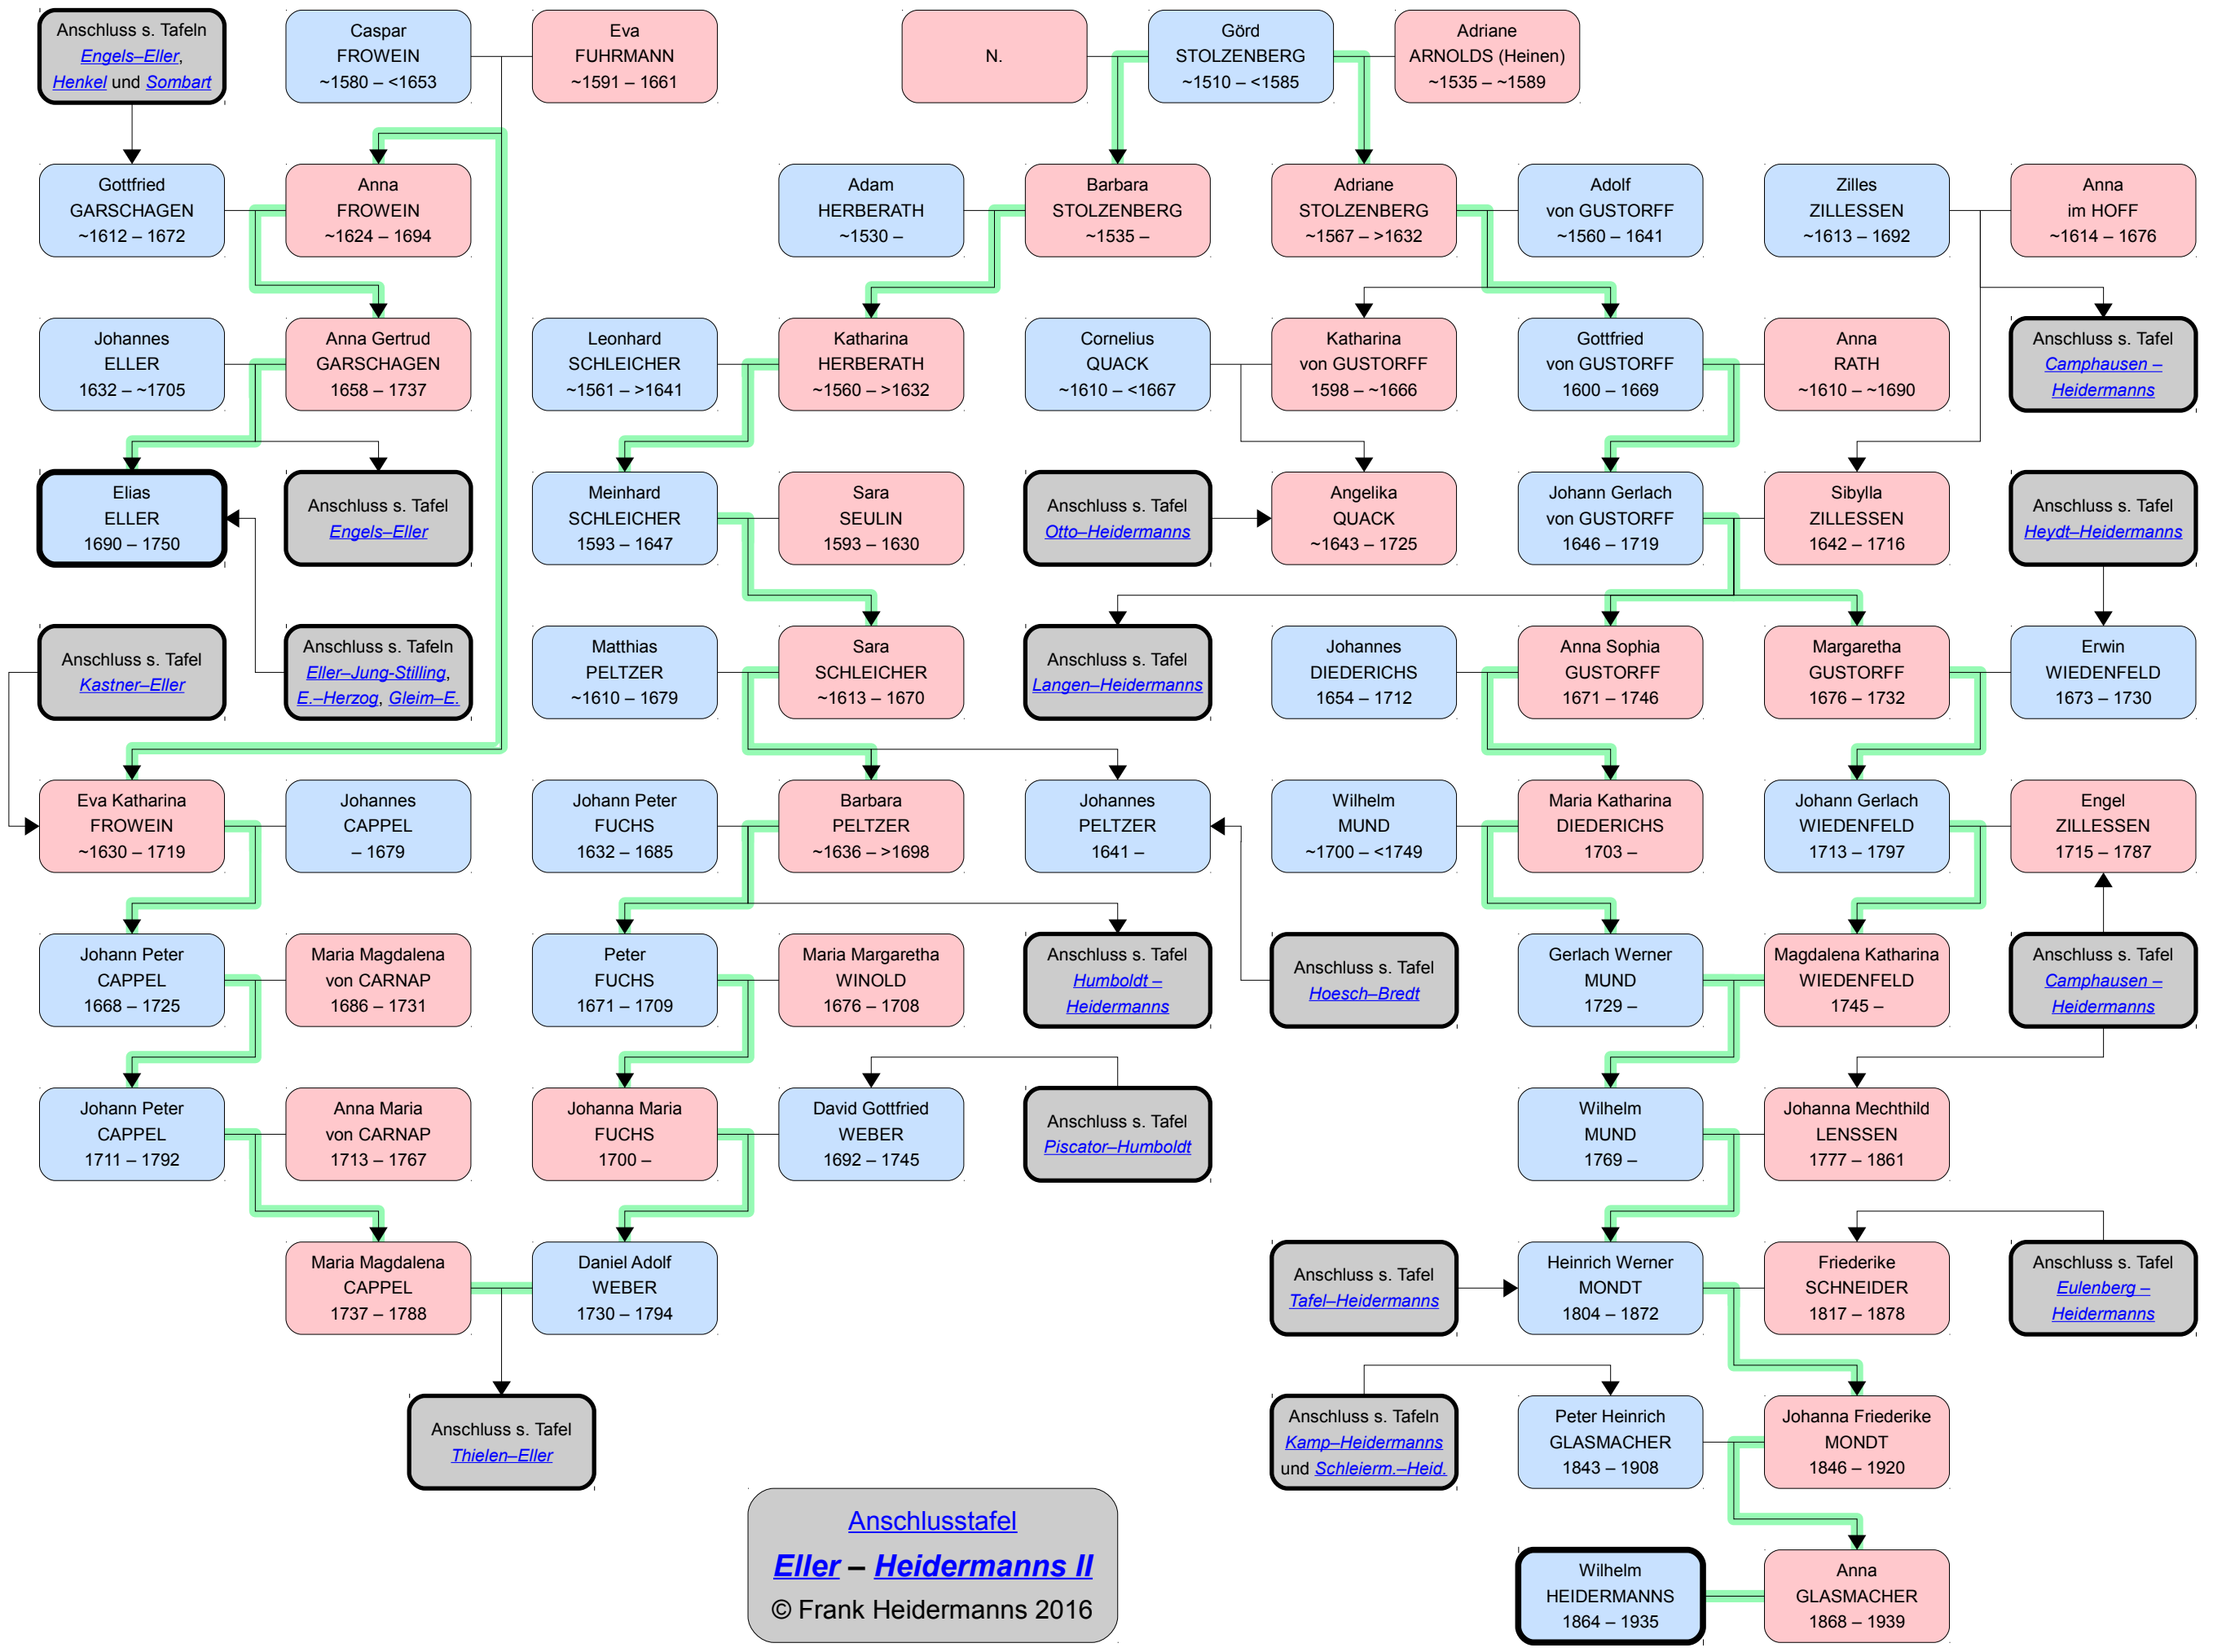 Anschluss s. Tafeln
Engels–Eller,
Henkel und Sombart
Caspar
FROWEIN
~1580 – <1653
Eva
FUHRMANN
~1591 – 1661
N.
Görd
STOLZENBERG
~1510 – <1585
Adriane
ARNOLDS (Heinen)
~1535 – ~1589
Gottfried
GARSCHAGEN
~1612 – 1672
Anna
FROWEIN
~1624 – 1694
Adam
HERBERATH
~1530 –
Barbara
STOLZENBERG
~1535 –
Adriane
STOLZENBERG
~1567 – >1632
Adolf
von GUSTORFF
~1560 – 1641
Zilles
ZILLESSEN
~1613 – 1692
Anna
im HOFF
~1614 – 1676
Johannes
ELLER
1632 – ~1705
Anna Gertrud
GARSCHAGEN
1658 – 1737
Leonhard
SCHLEICHER
~1561 – >1641
Katharina
HERBERATH
~1560 – >1632
Cornelius
QUACK
~1610 – <1667
Katharina
von GUSTORFF
1598 – ~1666
Gottfried
von GUSTORFF
1600 – 1669
Anna
RATH
~1610 – ~1690
Anschluss s. Tafel
Camphausen –
Heidermanns
Elias
ELLER
1690 – 1750
Anschluss s. Tafel
Engels–Eller
Meinhard
SCHLEICHER
1593 – 1647
Sara
SEULIN
1593 – 1630
Anschluss s. Tafel
Otto–Heidermanns
Angelika
QUACK
~1643 – 1725
Johann Gerlach
von GUSTORFF
1646 – 1719
Sibylla
ZILLESSEN
1642 – 1716
Anschluss s. Tafel
Heydt–Heidermanns
Anschluss s. Tafel
Kastner–Eller
Anschluss s. Tafeln
Eller–Jung-Stilling,
E.–Herzog, Gleim–E.
Matthias
PELTZER
~1610 – 1679
Sara
SCHLEICHER
~1613 – 1670
Anschluss s. Tafel
Langen–Heidermanns
Johannes
DIEDERICHS
1654 – 1712
Anna Sophia
GUSTORFF
1671 – 1746
Margaretha
GUSTORFF
1676 – 1732
Erwin
WIEDENFELD
1673 – 1730
Eva Katharina
FROWEIN
~1630 – 1719
Johannes
CAPPEL
– 1679
Johann Peter
FUCHS
1632 – 1685
Barbara
PELTZER
~1636 – >1698
Johannes
PELTZER
1641 –
Wilhelm
MUND
~1700 – <1749
Maria Katharina
DIEDERICHS
1703 –
Johann Gerlach
WIEDENFELD
1713 – 1797
Engel
ZILLESSEN
1715 – 1787
Johann Peter
CAPPEL
1668 – 1725
Maria Magdalena
von CARNAP
1686 – 1731
Peter
FUCHS
1671 – 1709
Maria Margaretha
WINOLD
1676 – 1708
Anschluss s. Tafel
Humboldt –
Heidermanns
Anschluss s. Tafel
Hoesch–Bredt
Gerlach Werner
MUND
1729 –
Magdalena Katharina
WIEDENFELD
1745 –
Anschluss s. Tafel
Camphausen –
Heidermanns
Johann Peter
CAPPEL
1711 – 1792
Anna Maria
von CARNAP
1713 – 1767
Johanna Maria
FUCHS
1700 –
David Gottfried
WEBER
1692 – 1745
Anschluss s. Tafel
Piscator–Humboldt
Wilhelm
MUND
1769 –
Johanna Mechthild
LENSSEN
1777 – 1861
Maria Magdalena
CAPPEL
1737 – 1788
Daniel Adolf
WEBER
1730 – 1794
Anschluss s. Tafel
Tafel–Heidermanns
Heinrich Werner
MONDT
1804 – 1872
Friederike
SCHNEIDER
1817 – 1878
Anschluss s. Tafel
Eulenberg –
Heidermanns
Anschluss s. Tafel
Thielen–Eller
Anschluss s. Tafeln
Kamp–Heidermanns
und Schleierm.–Heid.
Peter Heinrich
GLASMACHER
1843 – 1908
Johanna Friederike
MONDT
1846 – 1920
Anschlusstafel
Eller – Heidermanns II
© Frank Heidermanns 2016
Wilhelm
HEIDERMANNS
1864 – 1935
Anna
GLASMACHER
1868 – 1939